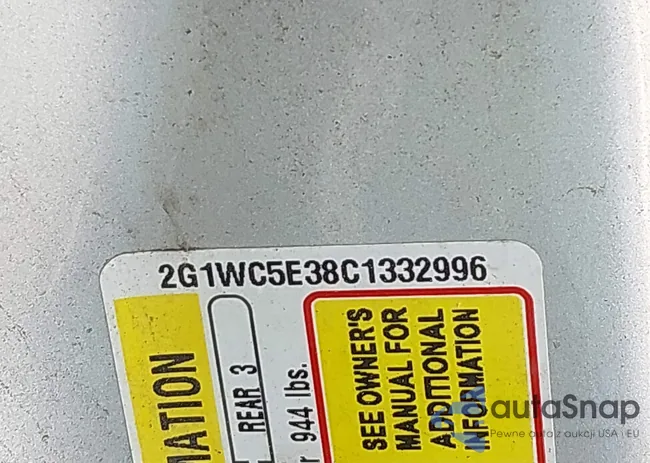 2G1WC5E38C1332996
MATION
REAR 3
r 944 lbs.
SEE OWNER'S
MANUAL FOR
ADDITIONAL
INFORMATION
autaSnap
Pewne auta z aukcji USA i EU